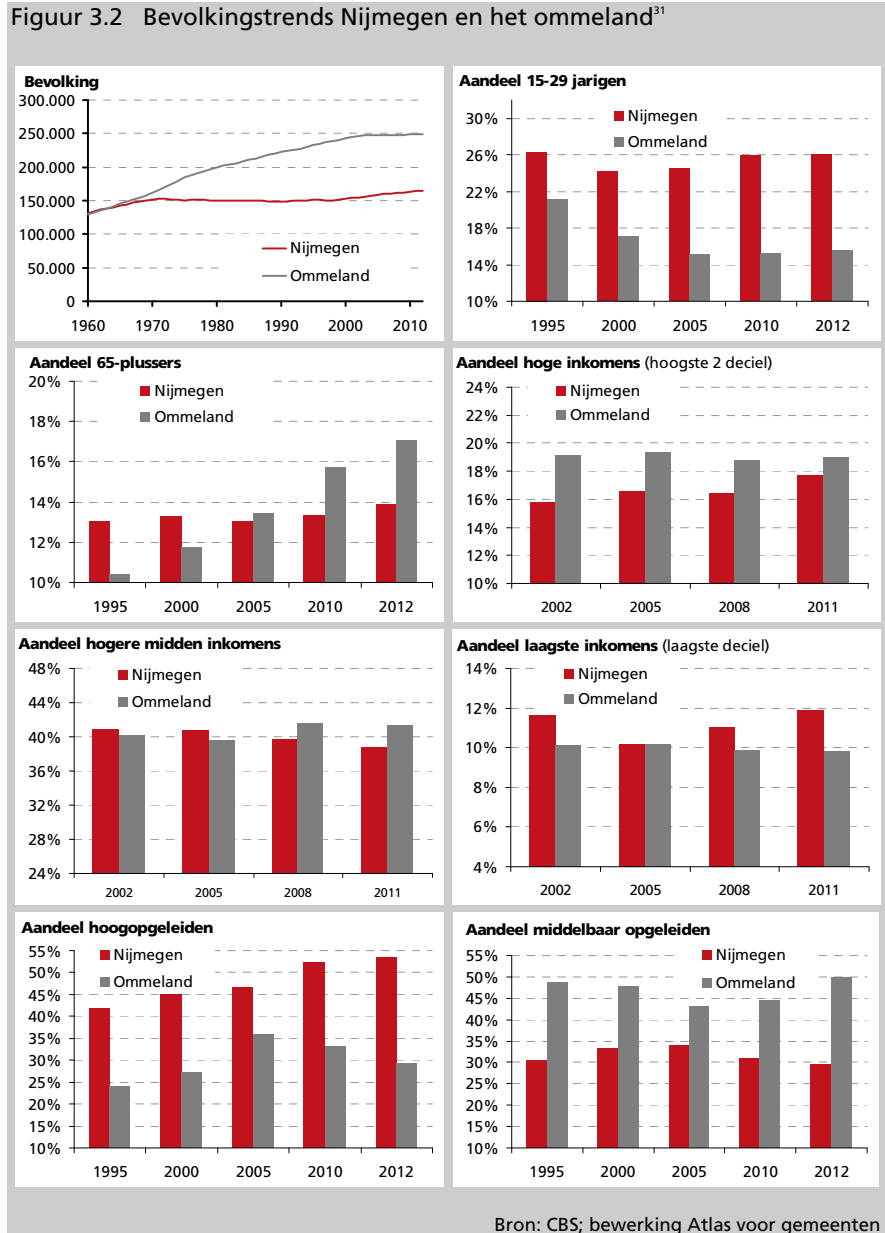 Figuur 3.2 Bevolkingstrends Nijmegen en het ommeland³¹
Bevolking
300.000
250.000
200.000
150.000
100.000
50.000
0
Nijmegen
Ommeland
1960 1970 1980 1990 2000 2010
Aandeel 15-29 jarigen
30%
26%
22%
18%
14%
10%
Nijmegen
Ommeland
1995 2000 2005 2010 2012
Aandeel 65-plussers
20%
18%
16%
14%
12%
10%
Nijmegen
Ommeland
1995 2000 2005 2010 2012
Aandeel hoge inkomens (hoogste 2 deciel)
24%
22%
20%
18%
16%
14%
12%
10%
Nijmegen
Ommeland
2002 2005 2008 2011
Aandeel hogere midden inkomens
48%
44%
40%
36%
32%
28%
24%
Nijmegen
Ommeland
2002 2005 2008 2011
Aandeel laagste inkomens (laagste deciel)
14%
12%
10%
8%
6%
4%
Nijmegen
Ommeland
2002 2005 2008 2011
Aandeel hoogopgeleiden
55%
50%
45%
40%
35%
30%
25%
20%
15%
10%
Nijmegen
Ommeland
1995 2000 2005 2010 2012
Aandeel middelbaar opgeleiden
55%
50%
45%
40%
35%
30%
25%
20%
15%
10%
Nijmegen
Ommeland
1995 2000 2005 2010 2012
Bron: CBS; bewerking Atlas voor gemeenten